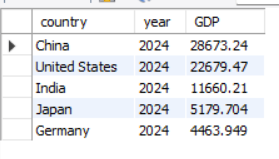 country year GDP
China 2024 28673.24
United States 2024 22679.47
India 2024 11660.21
Japan 2024 5179.704
Germany 2024 4463.949